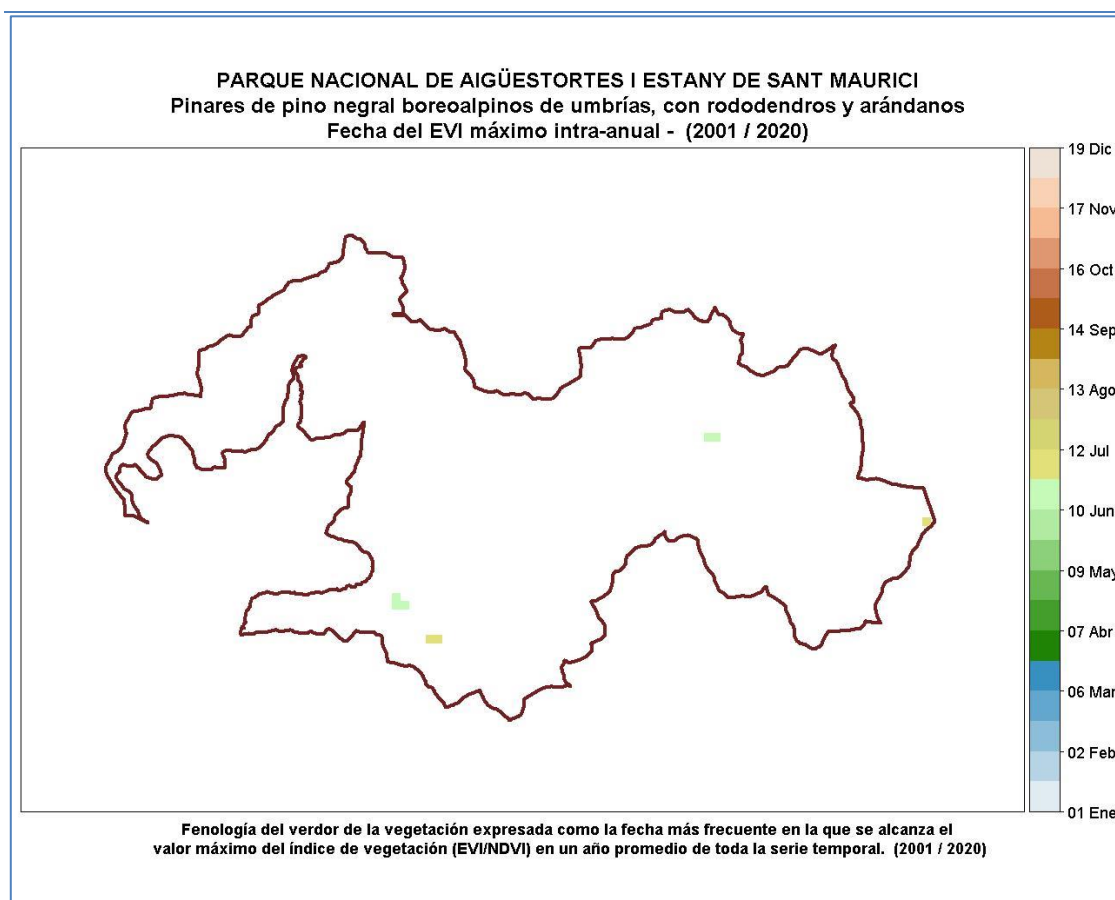 PARQUE NACIONAL DE AIGÜESTORTES I ESTANY DE SANT MAURICI
Pinares de pino negral boreoalpinos de umbrías, con rododendros y arándanos
Fecha del EVI máximo intra-anual - (2001 / 2020)
19 Dic
17 Nov
16 Oct
14 Sep
13 Ago
12 Jul
10 Jun
09 May
07 Abr
06 Mar
02 Feb
01 Ene
Fenología del verdor de la vegetación expresada como la fecha más frecuente en la que se alcanza el
valor máximo del índice de vegetación (EVI/NDVI) en un año promedio de toda la serie temporal. (2001 / 2020)